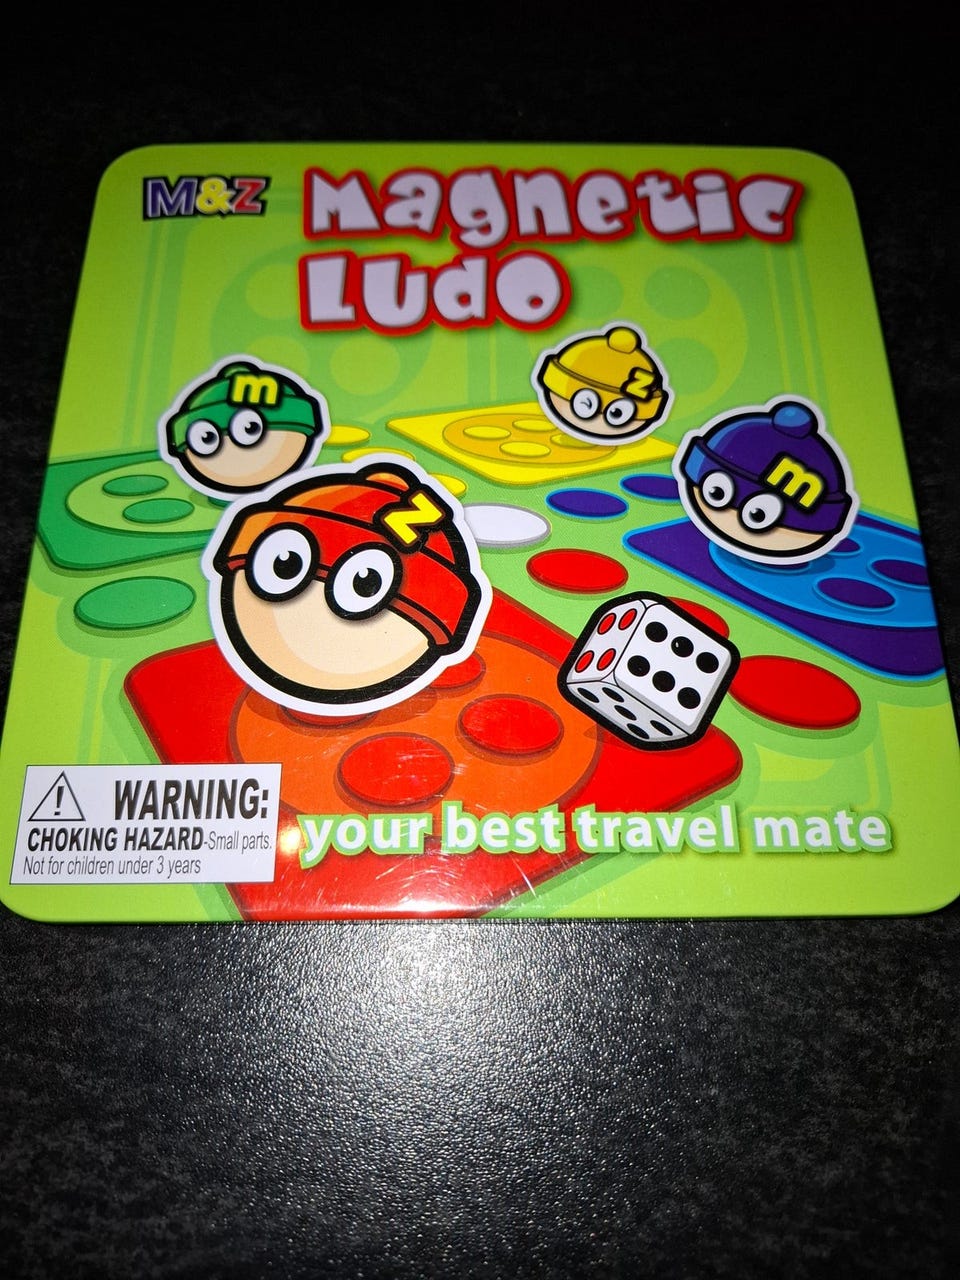 M&Z
Magnetic
Ludo
m
z
m
z
WARNING:
CHOKING HAZARD-Small parts.
Not for children under 3 years
your best travel mate